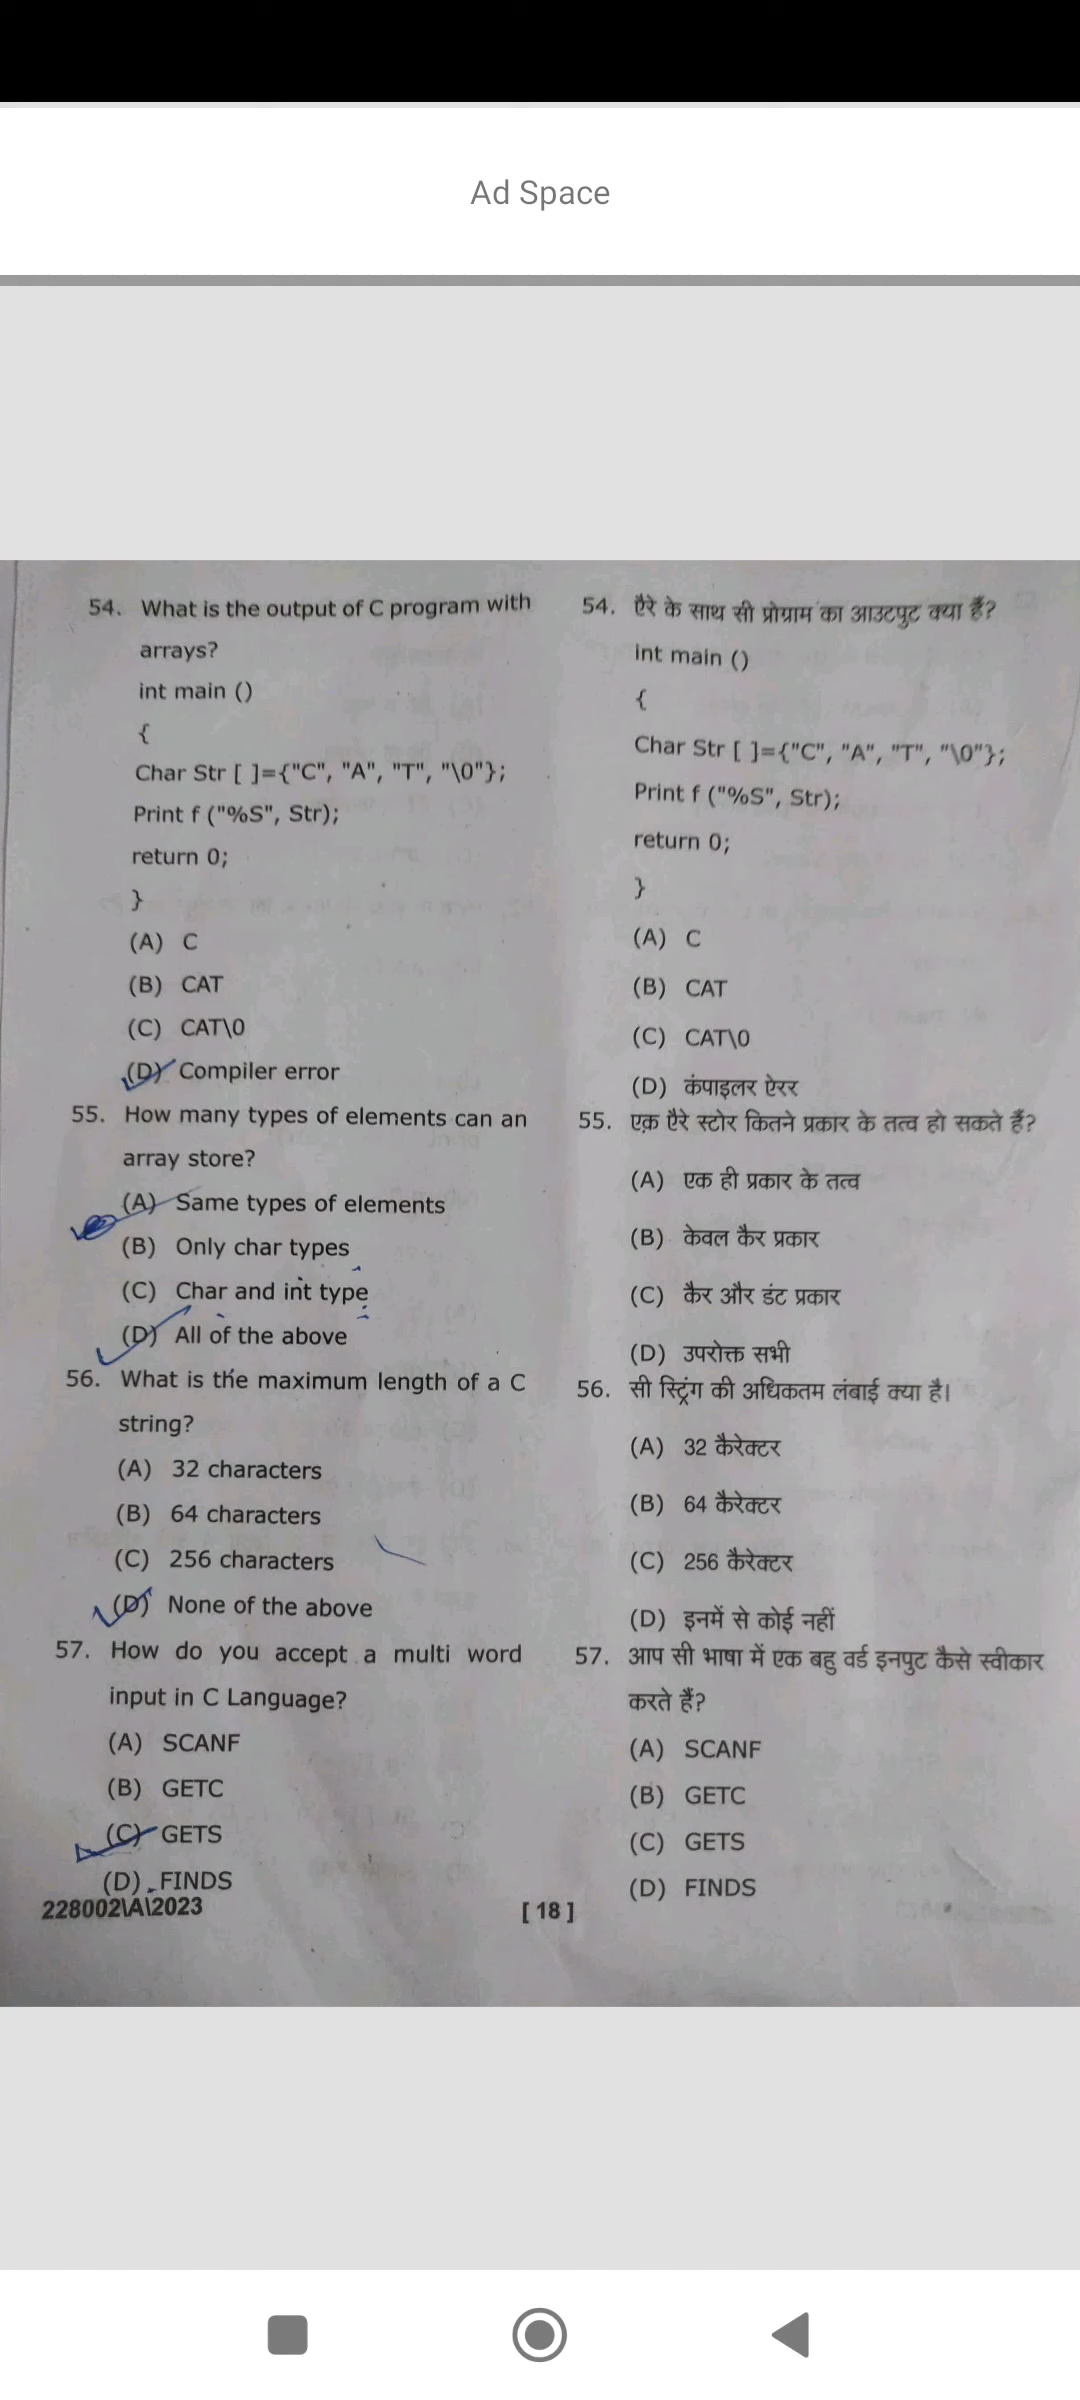 Ad Space
54. What is the output of C program with
arrays?
int main ()
{
Char Str [ ]={"C", "A", "T", "\0"};
Print f ("%S", Str);
return 0;
}
(A) C
(B) CAT
(C) CAT\0
(D) Compiler error
55. How many types of elements can an
array store?
(A) Same types of elements
(B) Only char types
(C) Char and int type
(D) All of the above
56. What is the maximum length of a C
string?
(A) 32 characters
(B) 64 characters
(C) 256 characters
(D) None of the above
57. How do you accept a multi word
input in C Language?
(A) SCANF
(B) GETC
(C) GETS
(D) FINDS
54. ऐरे के साथ सी प्रोग्राम का आउटपुट क्या हैं?
int main ()
{
Char Str [ ]={"C", "A", "T", "\0"};
Print f ("%S", Str);
return 0;
}
(A) C
(B) CAT
(C) CAT\0
(D) कंपाइलर ऐरर
55. एक़ ऐरे स्टोर कितने प्रकार के तत्व हो सकते हैं?
(A) एक ही प्रकार के तत्व
(B) केवल कैर प्रकार
(C) कैर और डंट प्रकार
(D) उपरोक्त सभी
56. सी स्ट्रिंग की अधिकतम लंबाई क्या है।
(A) 32 कैरेक्टर
(B) 64 कैरेक्टर
(C) 256 कैरेक्टर
(D) इनमें से कोई नहीं
57. आप सी भाषा में एक बहु वर्ड इनपुट कैसे स्वीकार
करते हैं?
(A) SCANF
(B) GETC
(C) GETS
(D) FINDS
228002\A\2023
[ 18 ]